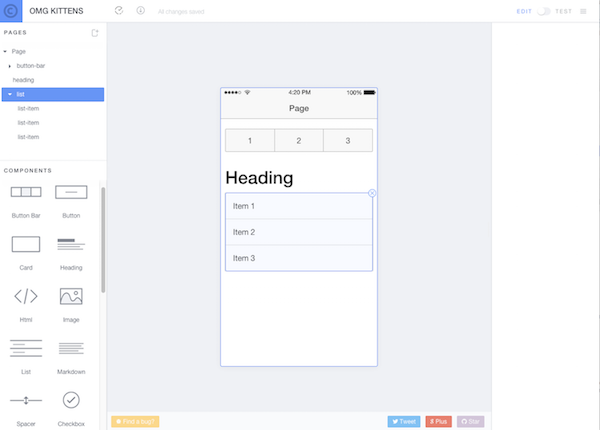 OMG KITTENS
All changes saved
EDIT
TEST
PAGES
Page
button-bar
heading
list
list-item
list-item
list-item
COMPONENTS
Button Bar
Button
Card
Heading
Html
Image
List
Markdown
Spacer
Checkbox
4:20 PM
100%
Page
1 2 3
Heading
Item 1
Item 2
Item 3
Find a bug?
Tweet
Plus
Star